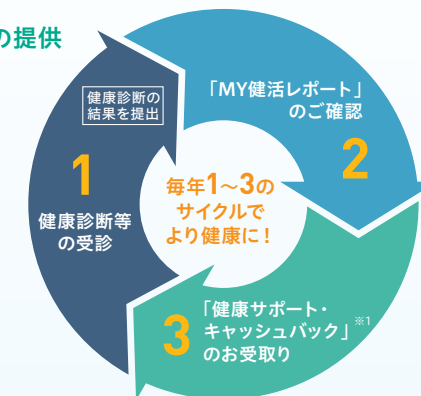 の提供
健康診断の
結果を提出
1
健康診断等
の受診
「MY健活レポート」
のご確認
2
毎年1～3の
サイクルで
より健康に！
3
「健康サポート・
キャッシュバック」※1
のお受取り